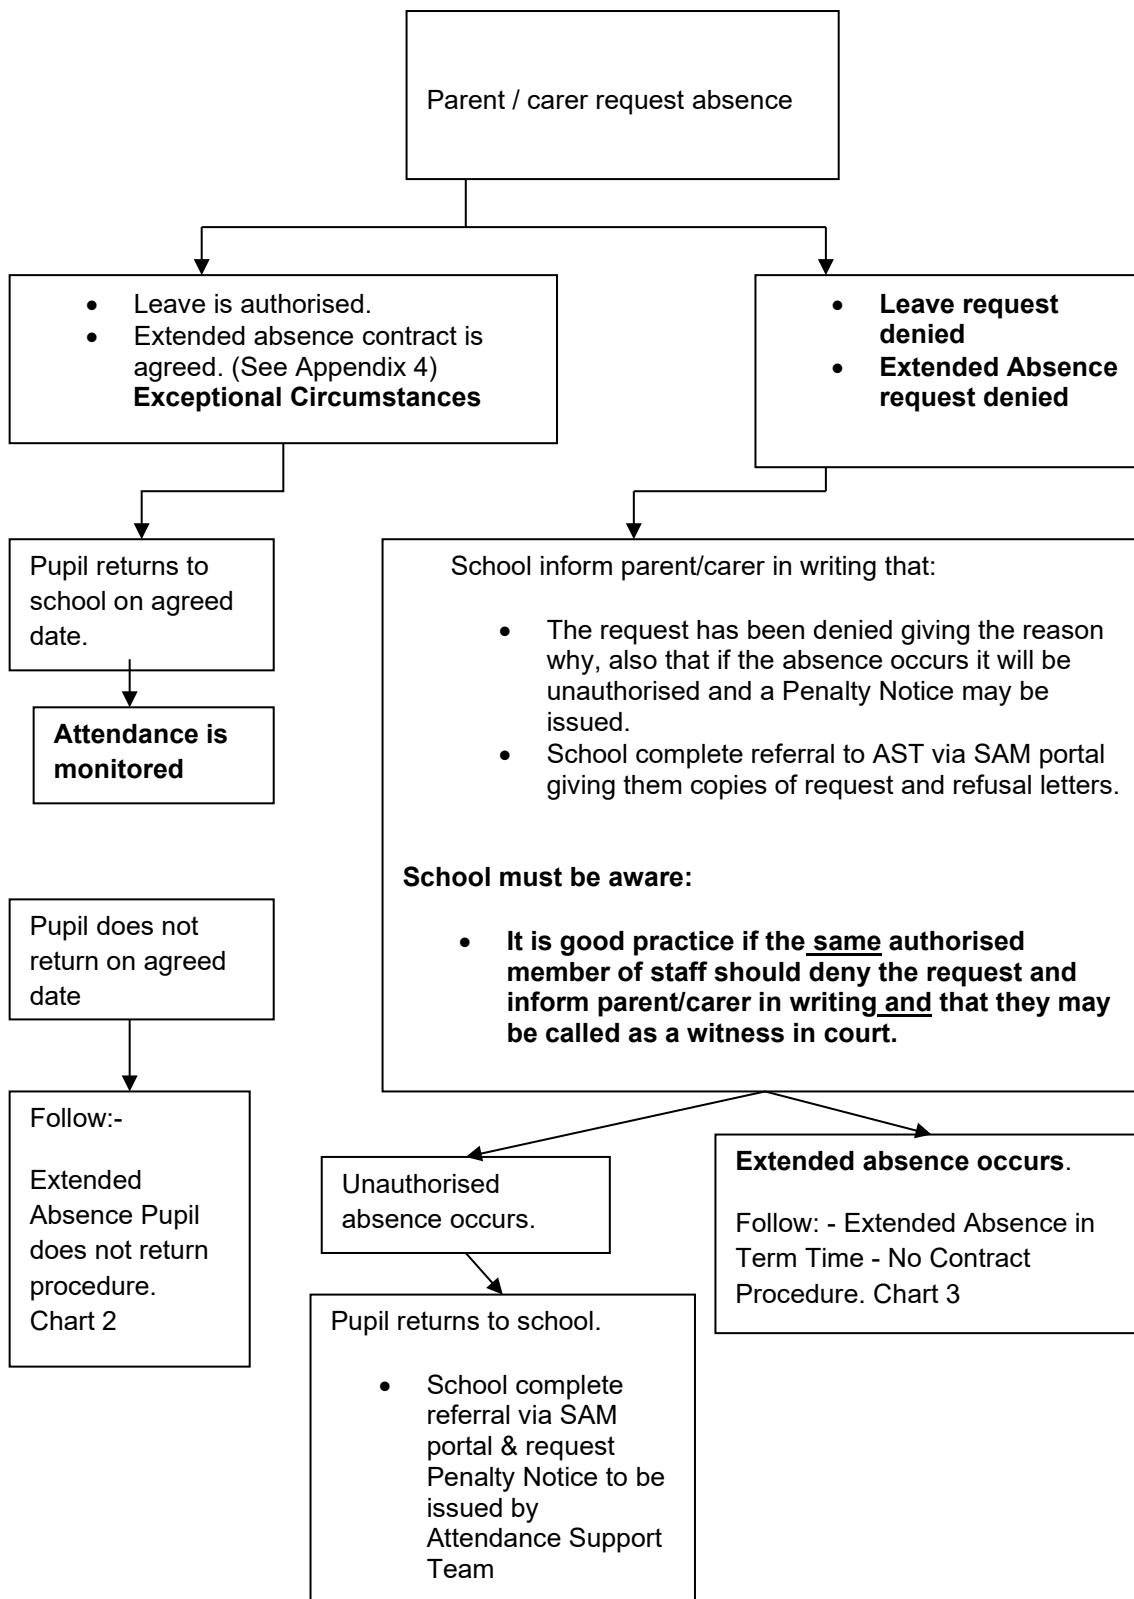 Parent / carer request absence
• Leave is authorised.
• Extended absence contract is
agreed. (See Appendix 4)
Exceptional Circumstances
• Leave request
denied
• Extended Absence
request denied
Pupil returns to
school on agreed
date.
Attendance is
monitored
Pupil does not
return on agreed
date
Follow:-
Extended
Absence Pupil
does not return
procedure.
Chart 2
School inform parent/carer in writing that:
• The request has been denied giving the reason
why, also that if the absence occurs it will be
unauthorised and a Penalty Notice may be
issued.
• School complete referral to AST via SAM portal
giving them copies of request and refusal letters.
School must be aware:
• It is good practice if the same authorised
member of staff should deny the request and
inform parent/carer in writing and that they may
be called as a witness in court.
Unauthorised
absence occurs.
Pupil returns to school.
• School complete
referral via SAM
portal & request
Penalty Notice to be
issued by
Attendance Support
Team
Extended absence occurs.
Follow: - Extended Absence in
Term Time - No Contract
Procedure. Chart 3